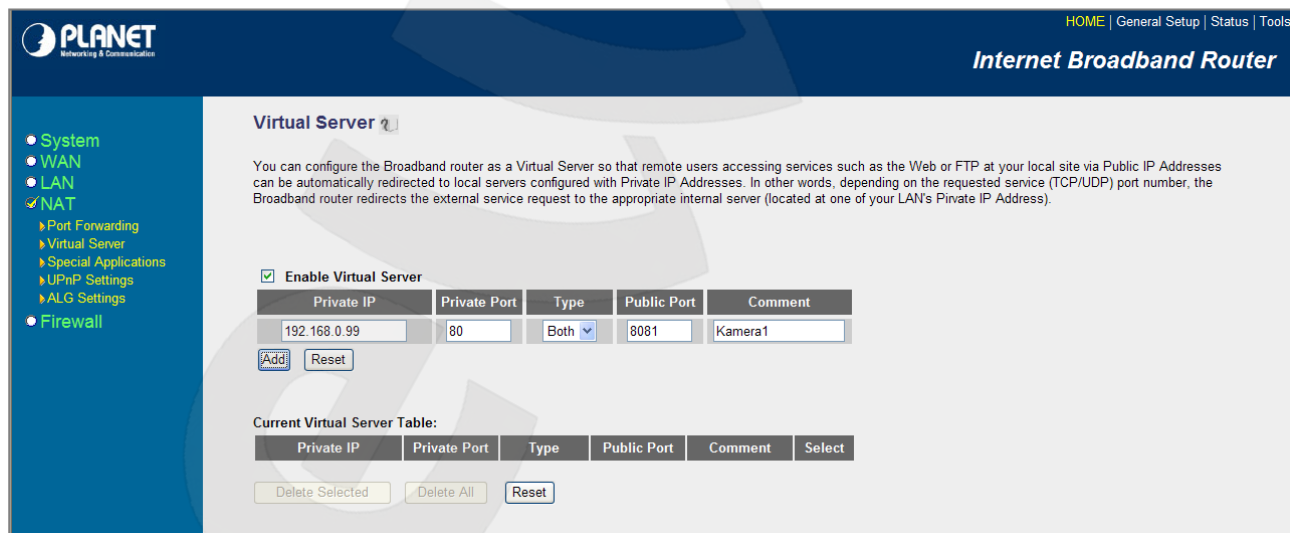 PLANET
Networking & Communication
HOME | General Setup | Status | Tools
Internet Broadband Router
System
WAN
LAN
NAT
Port Forwarding
Virtual Server
Special Applications
UPnP Settings
ALG Settings
Firewall
Virtual Server
You can configure the Broadband router as a Virtual Server so that remote users accessing services such as the Web or FTP at your local site via Public IP Addresses
can be automatically redirected to local servers configured with Private IP Addresses. In other words, depending on the requested service (TCP/UDP) port number, the
Broadband router redirects the external service request to the appropriate internal server (located at one of your LAN's Pirvate IP Address).
Enable Virtual Server
Private IP Private Port Type Public Port Comment
192.168.0.99 80 Both 8081 Kamera1
Add Reset
Current Virtual Server Table:
Private IP Private Port Type Public Port Comment Select
Delete Selected Delete All Reset